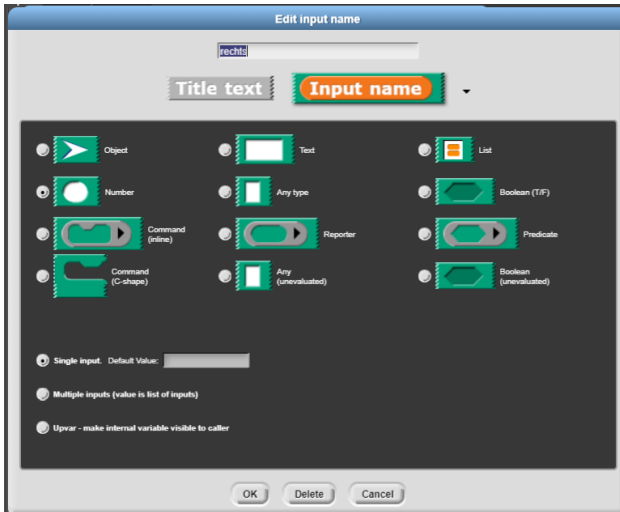 Edit input name
rechts
Title text Input name
Object Text List
Number Any type Boolean (T/F)
Command
(inline)
Reporter Predicate
Command
(C-shape)
Any
(unevaluated)
Boolean
(unevaluated)
Single input. Default Value:
Multiple inputs (value is list of inputs)
Upvar - make internal variable visible to caller
OK Delete Cancel